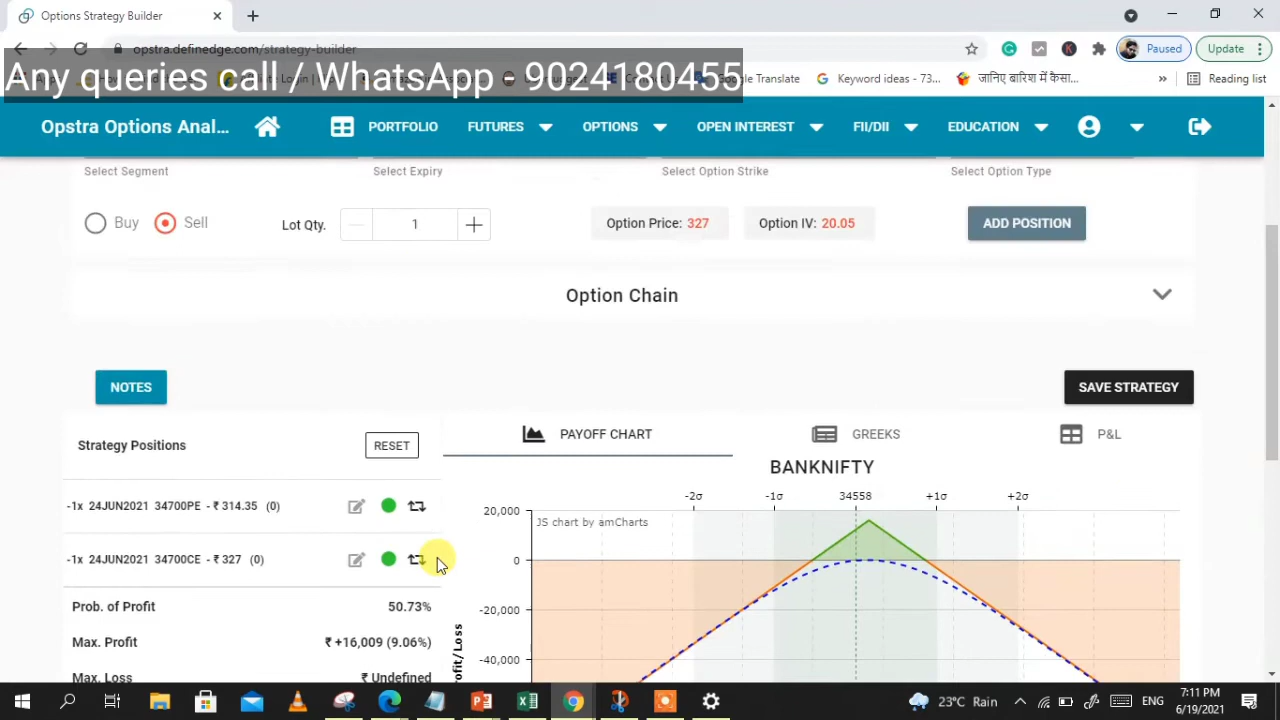 Options Strategy Builder
opstra.definedge.com/strategy-builder
Paused
Update
Any queries call / WhatsApp - 9024180455
Google Translate
Keyword ideas - 73...
जानिए बारिश में कैसा...
»
Reading list
Opstra Options Anal...
PORTFOLIO
FUTURES
OPTIONS
OPEN INTEREST
FII/DII
EDUCATION
Select Segment
Select Expiry
Select Option Strike
Select Option Type
Buy
Sell
Lot Qty.
1
Option Price: 327
Option IV: 20.05
ADD POSITION
Option Chain
NOTES
SAVE STRATEGY
Strategy Positions
RESET
PAYOFF CHART
GREEKS
P&L
BANKNIFTY
-2σ
-1σ
34558
+1σ
+2σ
-1x 24JUN2021 34700PE - ₹ 314.35 (0)
20,000
JS chart by amCharts
-1x 24JUN2021 34700CE - ₹ 327 (0)
0
Prob. of Profit
50.73%
-20,000
Max. Profit
₹ +16,009 (9.06%)
-40,000
Max. Loss
₹ Undefined
23°C Rain
ENG
7:11 PM
6/19/2021